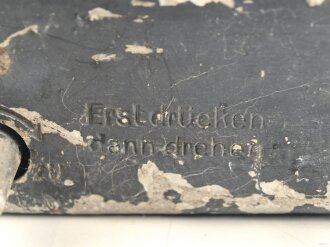 Erst drücken
dann drehen